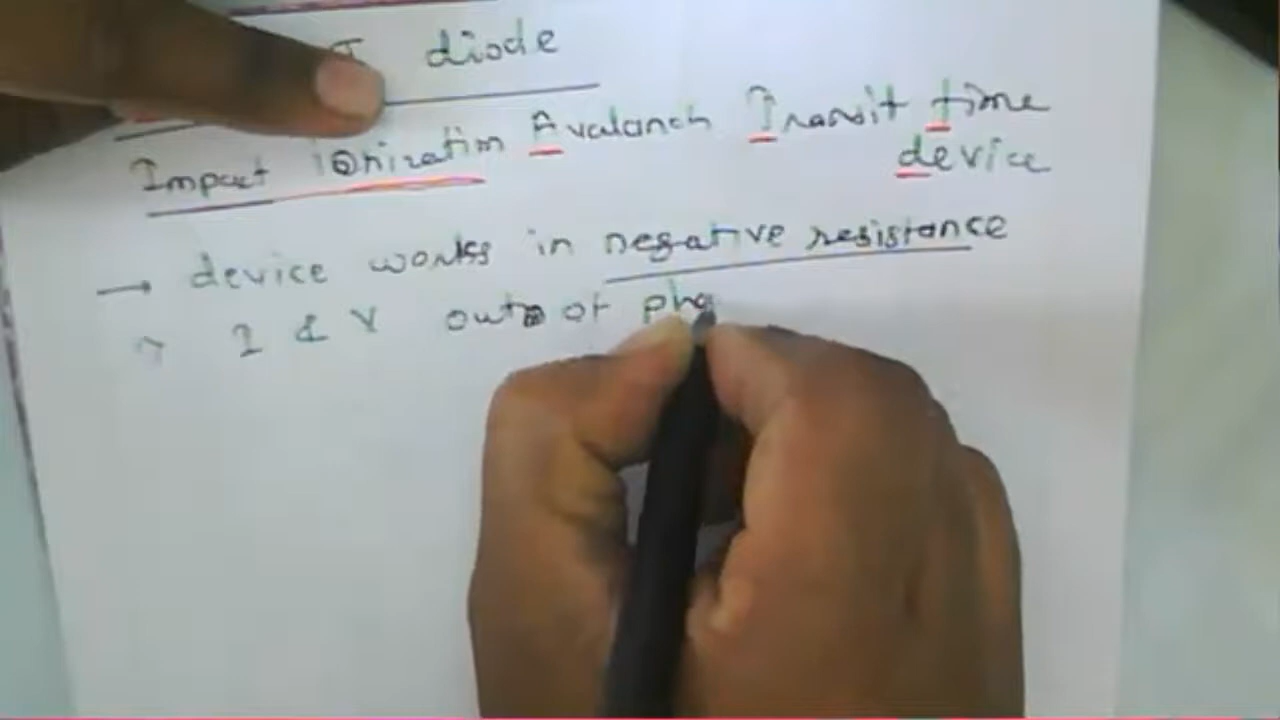 T diode
Impact Ionization Avalanch Transit time
device
→ device works in negative resistance
I & V out of pha